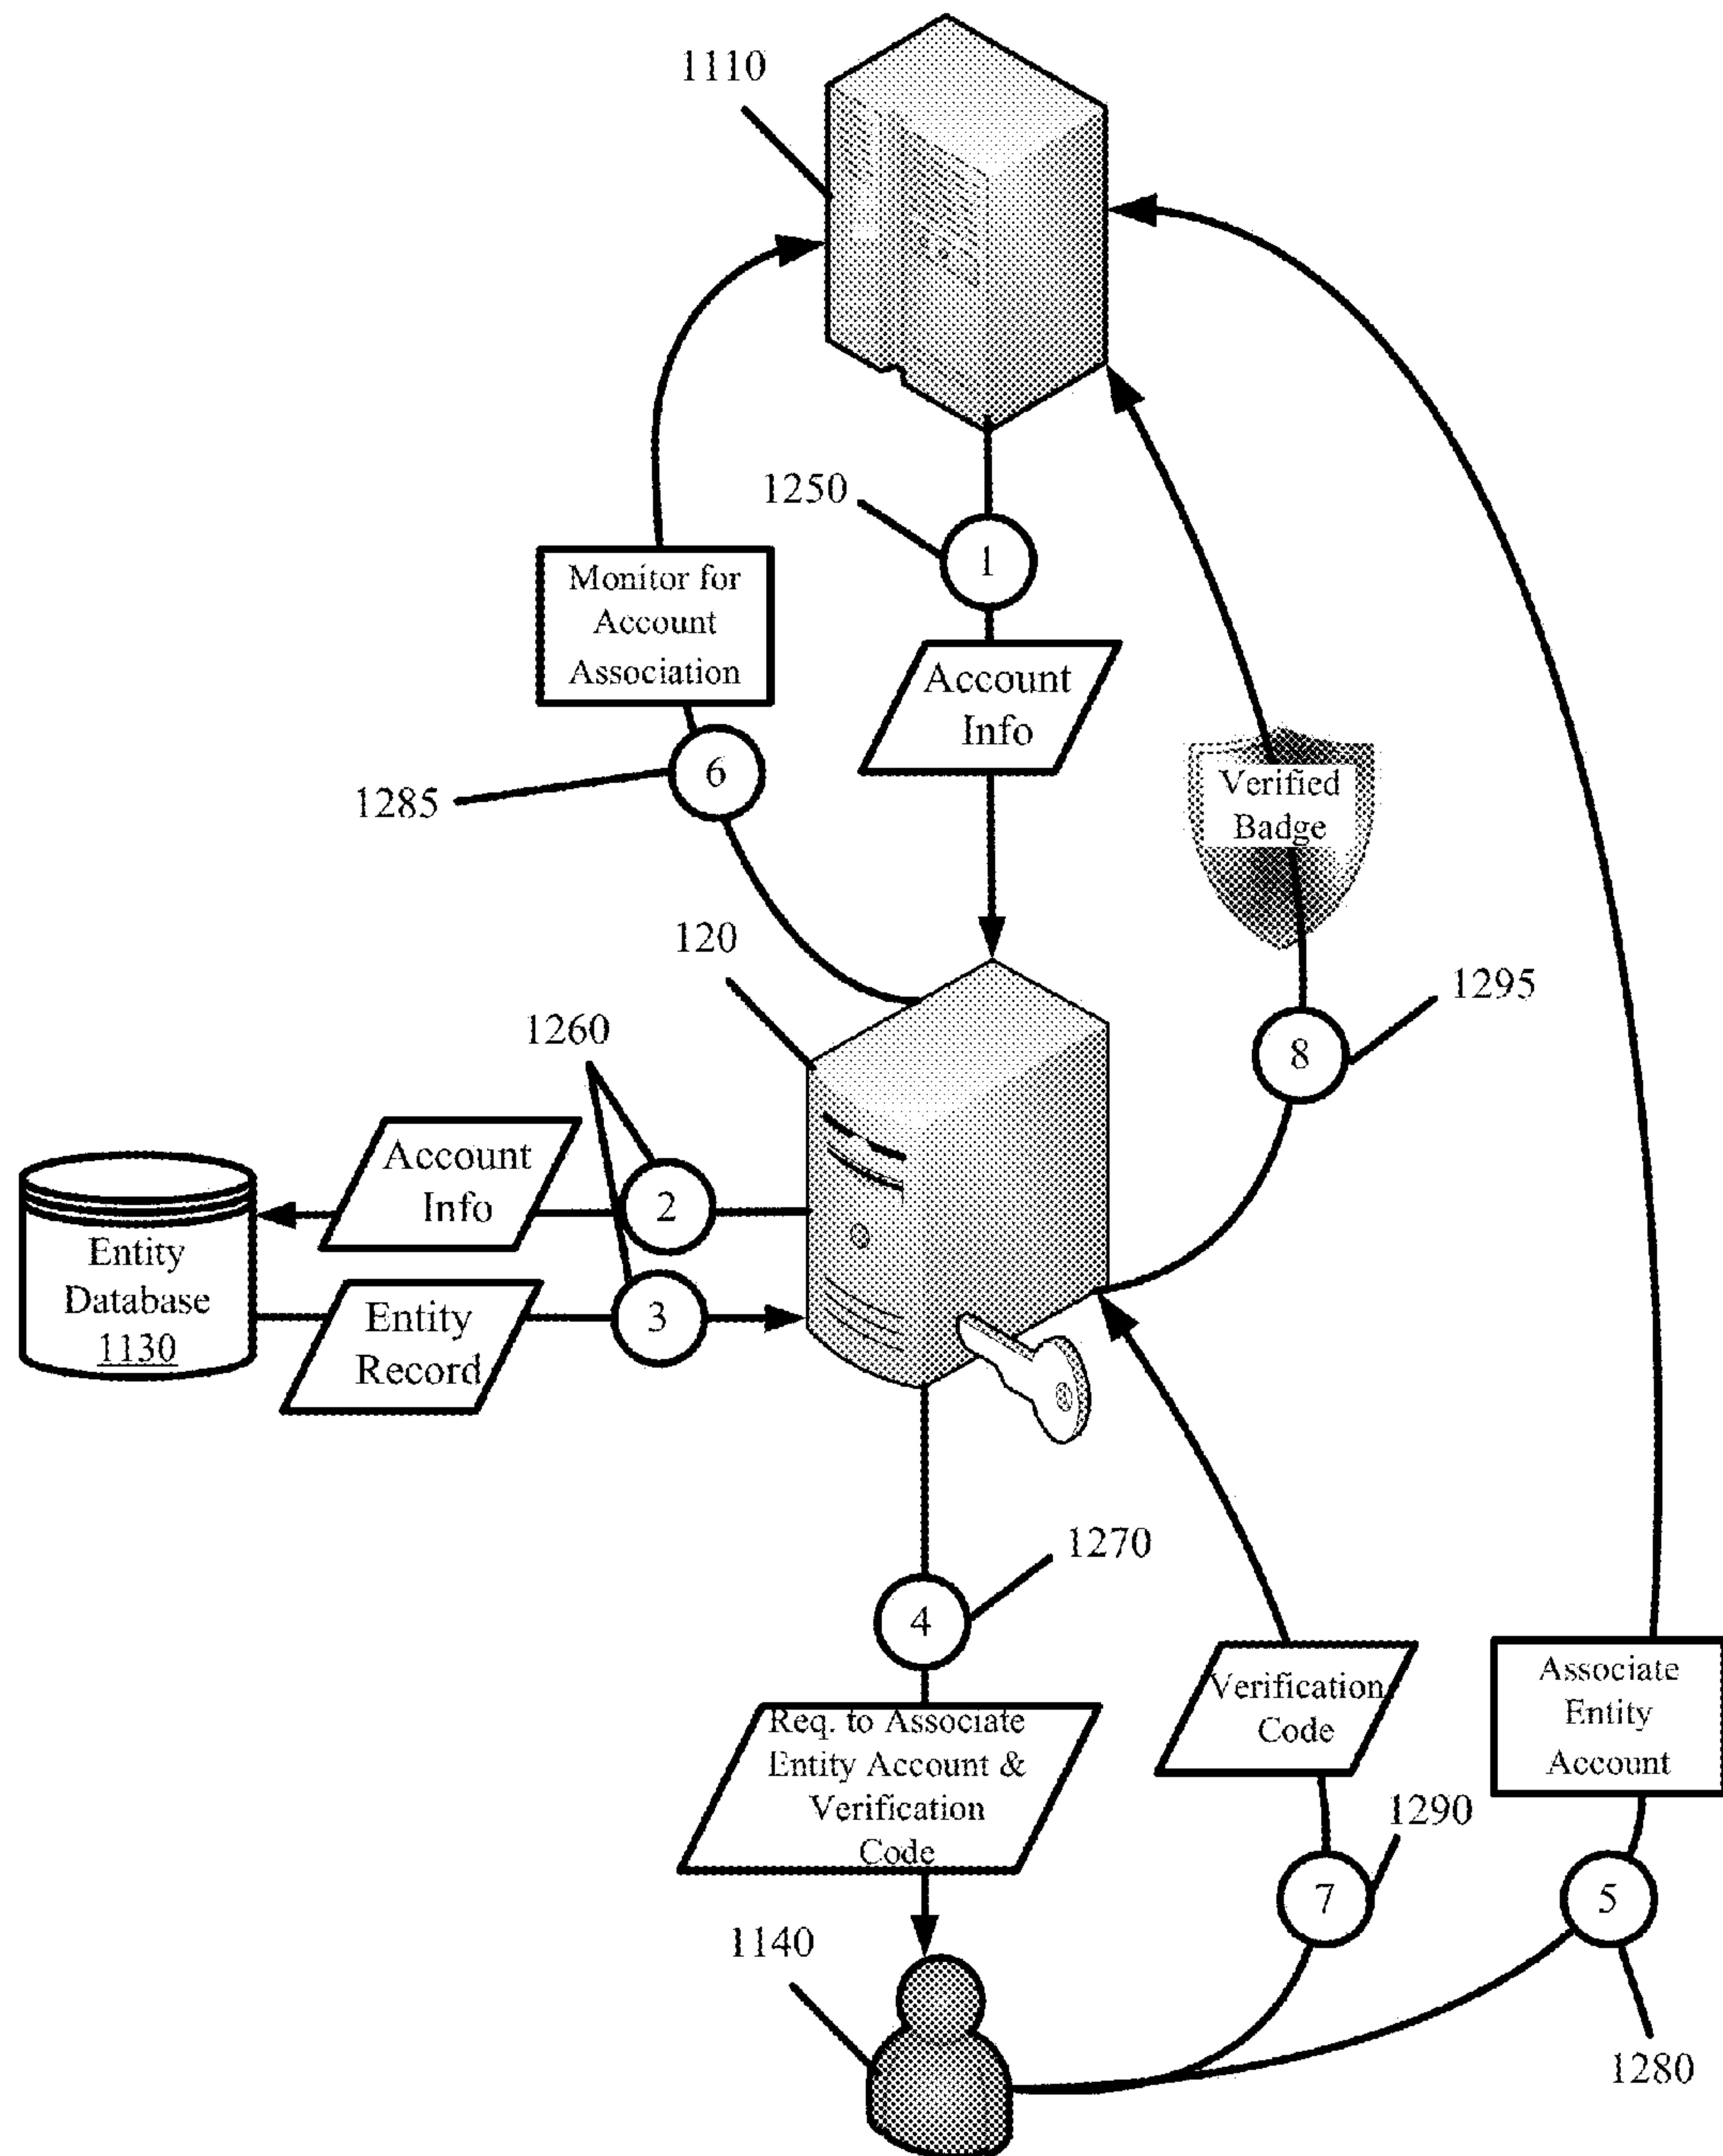 1110
1250
1
Monitor for
Account
Association
Account
Info
6
1285
Verified
Badge
120
1295
8
1260
Account
Info
2
Entity
Database
1130
Entity
Record
3
1270
4
Req. to Associate
Entity Account &
Verification
Code
Verification
Code
Associate
Entity
Account
1290
7
5
1140
1280